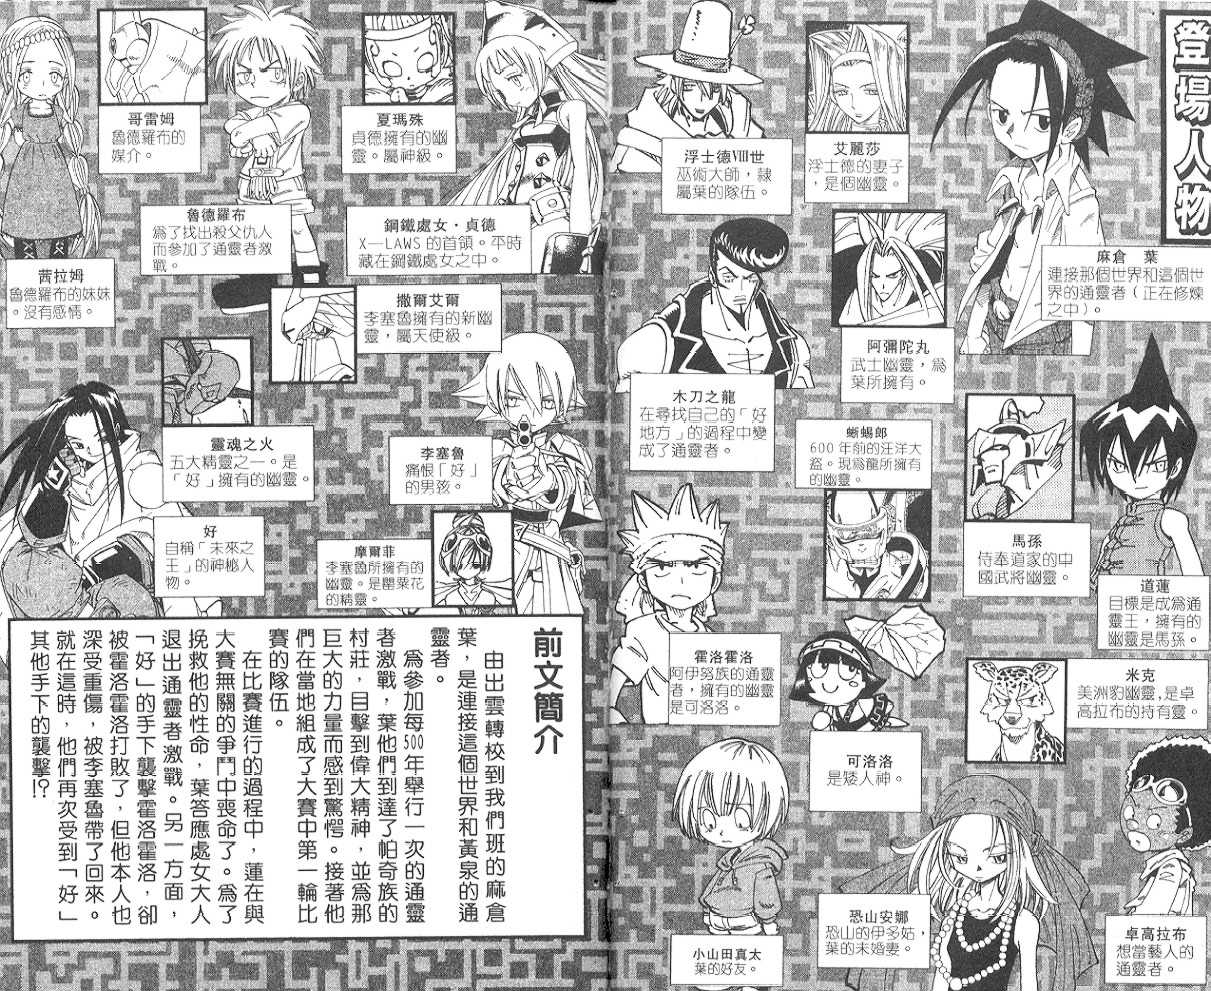 登場人物
麻倉　葉
連接那個世界和這個世
界的通靈者（正在修煉
之中）。
艾麗莎
浮士德的妻子
，是個幽靈。
浮士德Ⅷ世
巫術大師，隸
屬葉的隊伍。
阿彌陀丸
武士幽靈，為
葉所擁有。
木刀之龍
在尋找自己的「好
地方」的過程中變
成了通靈者。
蜥蜴郎
600年前的汪洋大
盜。現為龍所擁有
的幽靈。
馬孫
侍奉道家的中
國武將幽靈。
道蓮
目標是成為通
靈王，擁有的
幽靈是馬孫。
霍洛霍洛
阿伊努族的通靈
者，擁有的幽靈
是可洛洛。
可洛洛
是矮人神。
米克
美洲豹幽靈，是卓
高拉布的持有靈。
卓高拉布
想當藝人的
通靈者。
恐山安娜
恐山的伊多姑，
葉的未婚妻。
小山田真太
葉的好友。
夏瑪殊
貞德擁有的幽
靈。屬神級。
鋼鐵處女・貞德
X—LAWS的首領。平時
藏在鋼鐵處女之中。
哥雷姆
魯德羅布的
媒介。
魯德羅布
為了找出殺父仇人
而參加了通靈者激
戰。
茜拉姆
魯德羅布的妹妹
。沒有感情。
撒爾艾爾
李塞魯擁有的新幽
靈，屬天使級。
李塞魯
痛恨「好」
的男孩。
靈魂之火
五大精靈之一。是
「好」擁有的幽靈。
好
自稱「未來之
王」的神秘人
物。
摩爾菲
李塞魯所擁有的
幽靈。是罌粟花
的精靈。
前文簡介
由出雲轉校到我們班的麻倉
葉，是連接這個世界和黃泉的通
靈者。
為參加每500年舉行一次的通靈
者激戰，葉他們到達了帕奇族的
村莊，目擊到偉大精神，並為那
巨大的力量而感到驚愕。接著他
們在當地組成了大賽中第一輪比
賽的隊伍。
在比賽進行的過程中，蓮在與
大賽無關的爭鬥中喪命了。為了
挽救他的性命，葉答應處女大人
退出通靈者激戰。另一方面，
「好」的手下襲擊霍洛霍洛，卻
被霍洛霍洛打敗了，但他本人也
深受重傷，被李塞魯帶了回來。
就在這時，他們再次受到「好」
其他手下的襲擊!?